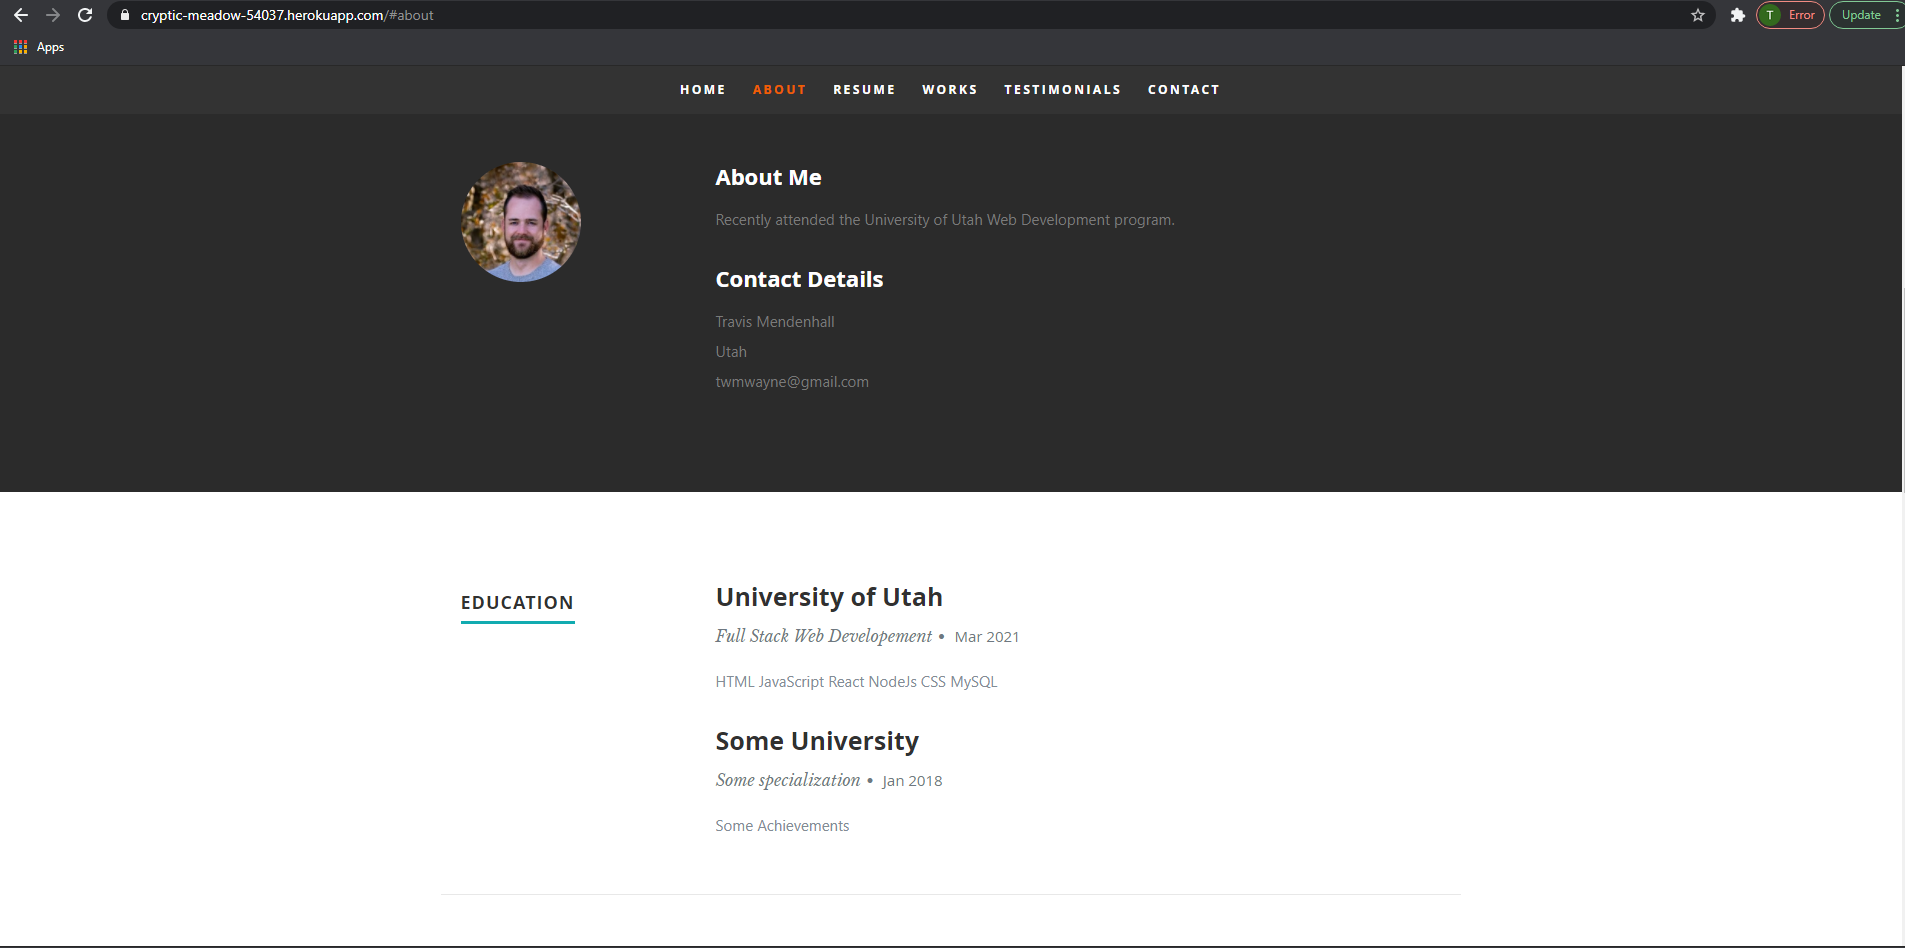 cryptic-meadow-54037.herokuapp.com/#about
T Error Update
Apps
HOME ABOUT RESUME WORKS TESTIMONIALS CONTACT
About Me
Recently attended the University of Utah Web Development program.
Contact Details
Travis Mendenhall
Utah
twmwayne@gmail.com
EDUCATION
University of Utah
Full Stack Web Developement • Mar 2021
HTML JavaScript React NodeJs CSS MySQL
Some University
Some specialization • Jan 2018
Some Achievements